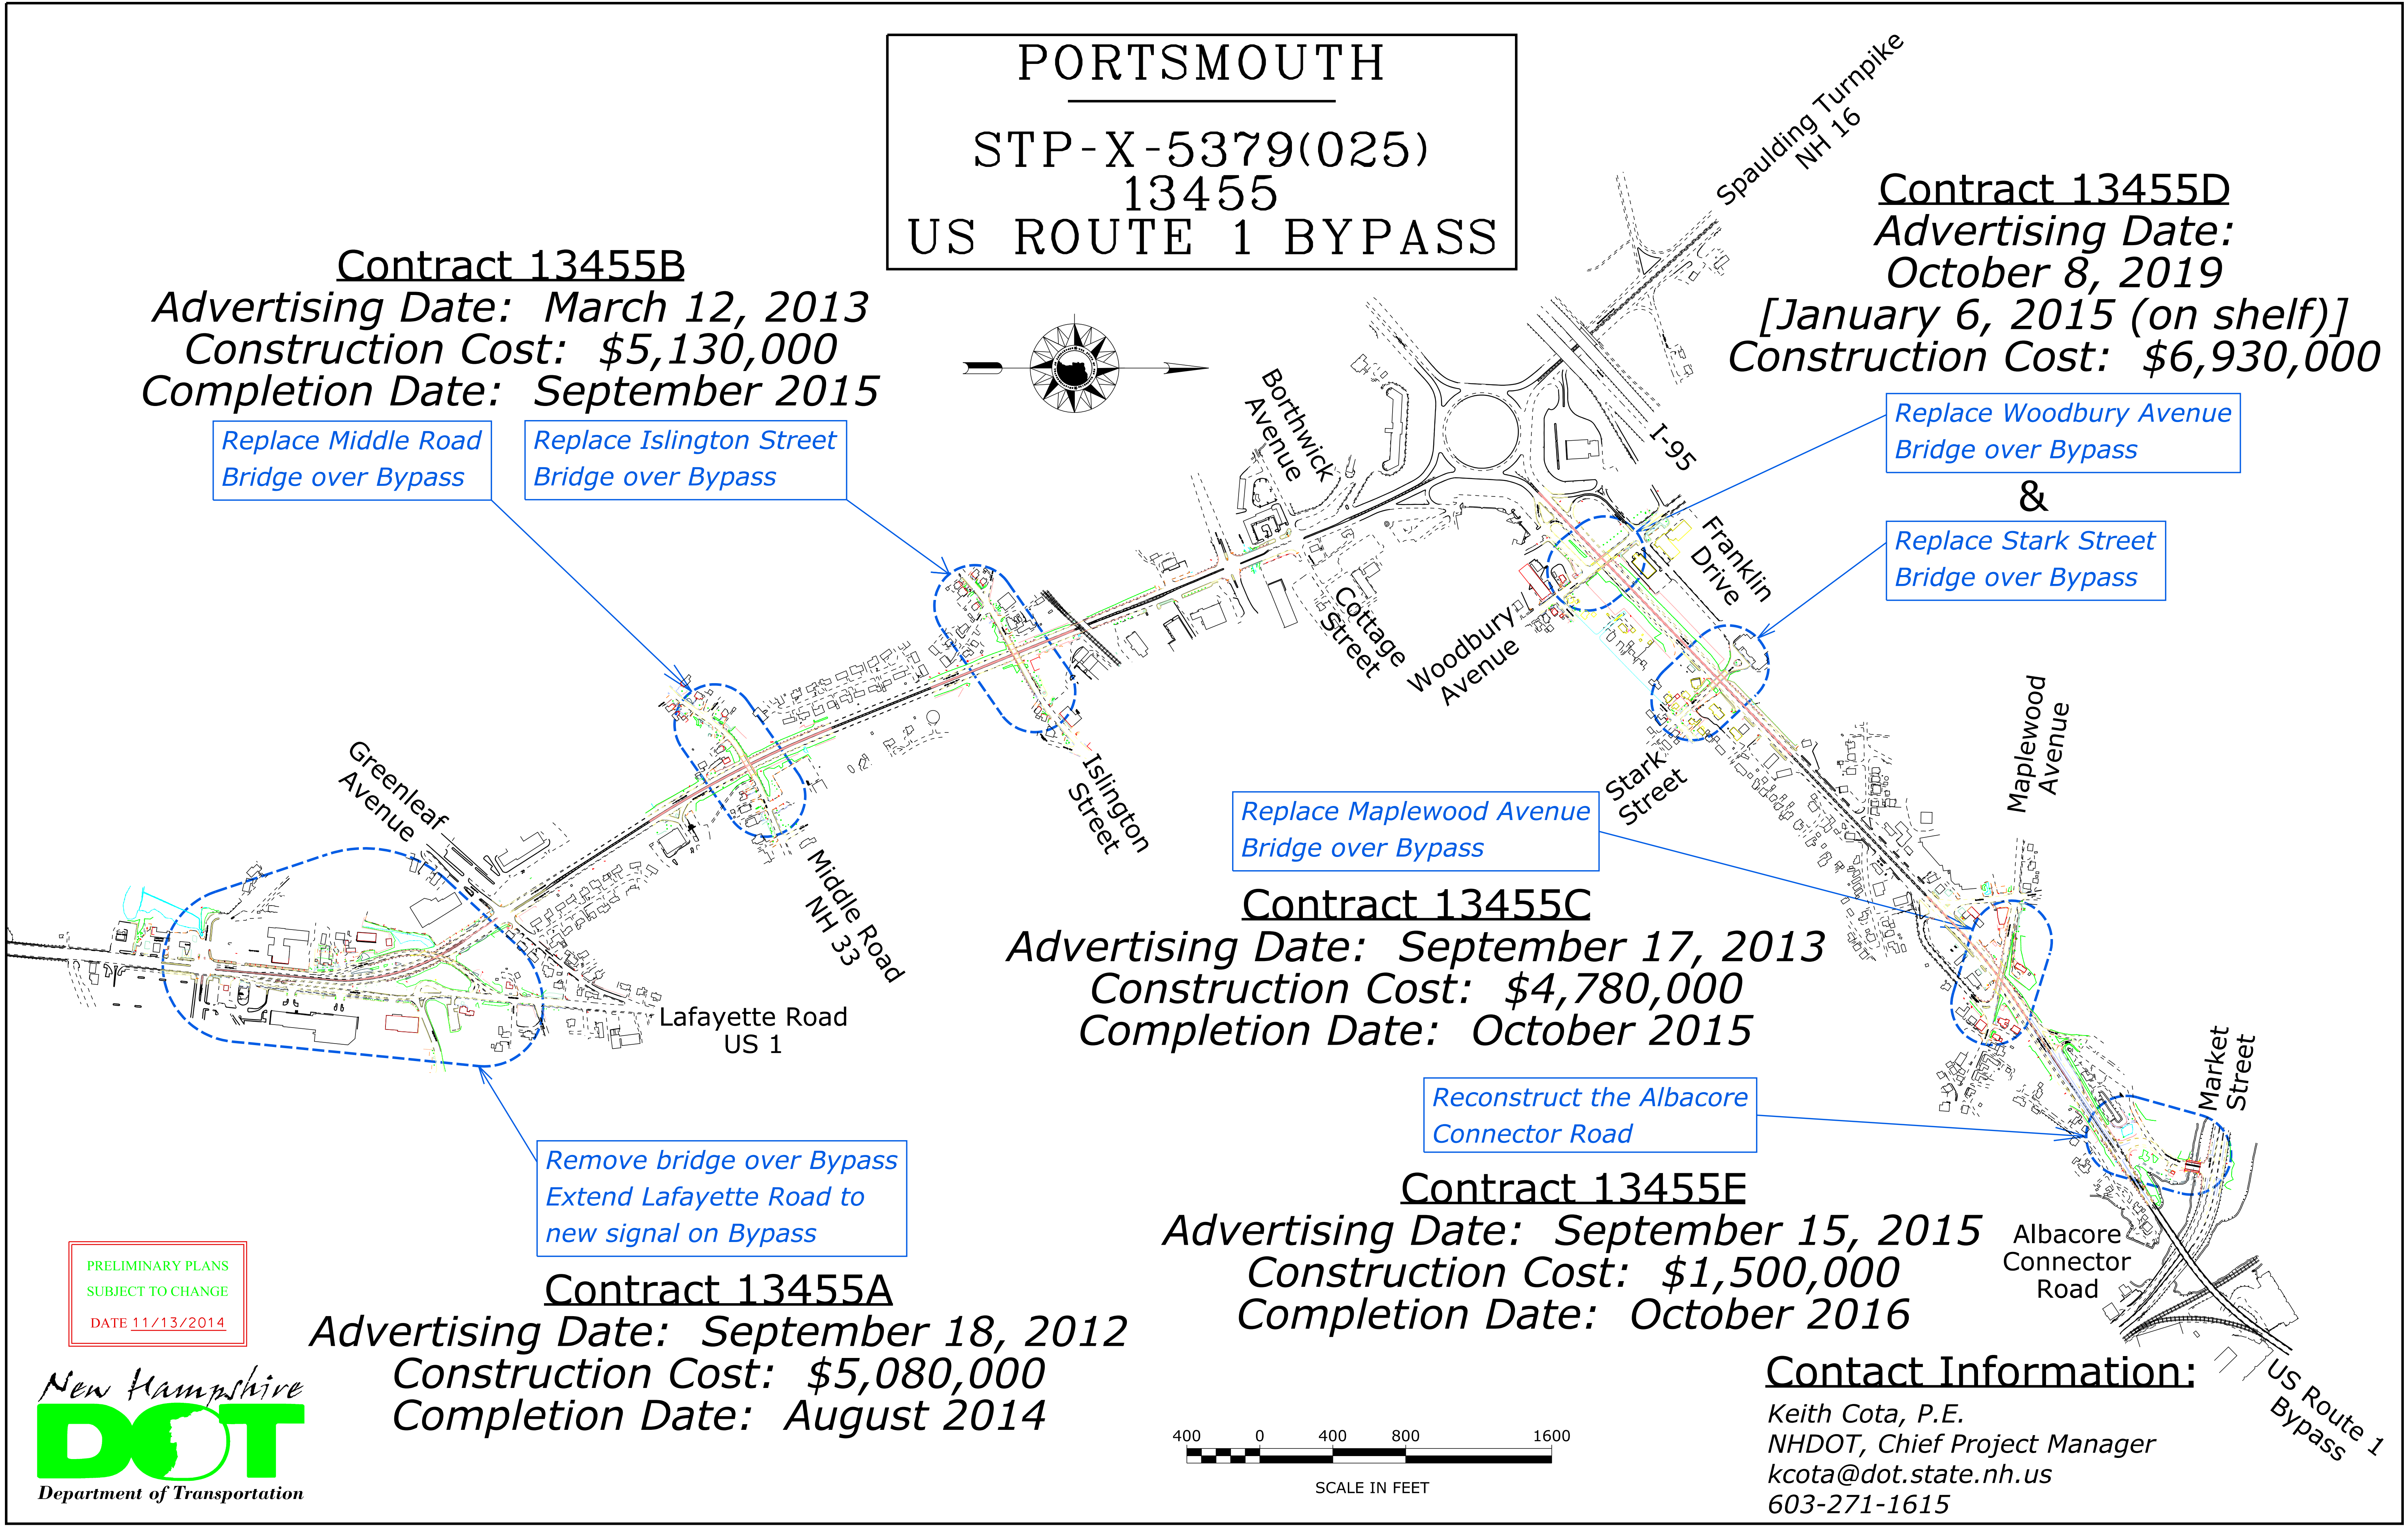 PORTSMOUTH
STP-X-5379(025)
13455
US ROUTE 1 BYPASS
Contract 13455B
Advertising Date: March 12, 2013
Construction Cost: $5,130,000
Completion Date: September 2015
Replace Middle Road
Bridge over Bypass
Replace Islington Street
Bridge over Bypass
Spaulding Turnpike
NH 16
Contract 13455D
Advertising Date:
October 8, 2019
[January 6, 2015 (on shelf)]
Construction Cost: $6,930,000
Replace Woodbury Avenue
Bridge over Bypass
&
Replace Stark Street
Bridge over Bypass
Borthwick
Avenue
I-95
Franklin
Drive
Cottage
Street
Woodbury
Avenue
Stark
Street
Maplewood
Avenue
Islington
Street
Greenleaf
Avenue
Middle Road
NH 33
Lafayette Road
US 1
Replace Maplewood Avenue
Bridge over Bypass
Contract 13455C
Advertising Date: September 17, 2013
Construction Cost: $4,780,000
Completion Date: October 2015
Market
Street
Reconstruct the Albacore
Connector Road
Contract 13455E
Advertising Date: September 15, 2015
Construction Cost: $1,500,000
Completion Date: October 2016
Albacore
Connector
Road
Remove bridge over Bypass
Extend Lafayette Road to
new signal on Bypass
Contract 13455A
Advertising Date: September 18, 2012
Construction Cost: $5,080,000
Completion Date: August 2014
PRELIMINARY PLANS
SUBJECT TO CHANGE
DATE 11/13/2014
New Hampshire
DOT
Department of Transportation
400 0 400 800 1600
SCALE IN FEET
Contact Information:
Keith Cota, P.E.
NHDOT, Chief Project Manager
kcota@dot.state.nh.us
603-271-1615
US Route 1
Bypass